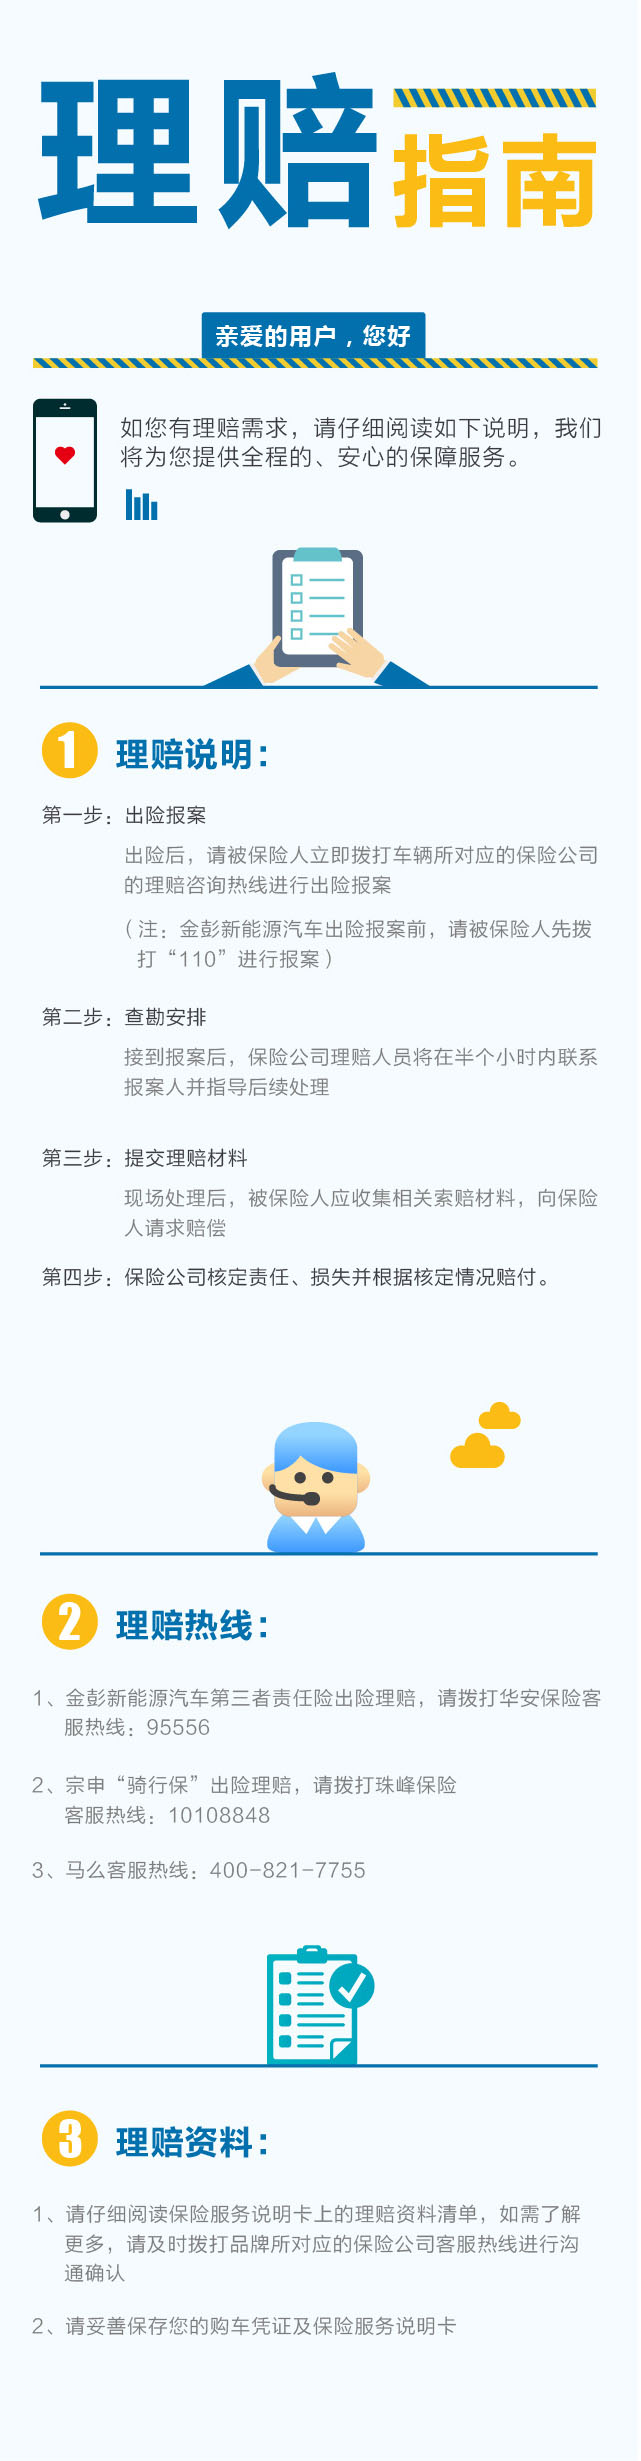 理赔指南
亲爱的用户，您好
如您有理赔需求，请仔细阅读如下说明，我们
将为您提供全程的、安心的保障服务。
1 理赔说明：
第一步：出险报案
出险后，请被保险人立即拨打车辆所对应的保险公司
的理赔咨询热线进行出险报案
（注：金彭新能源汽车出险报案前，请被保险人先拨
打“110”进行报案）
第二步：查勘安排
接到报案后，保险公司理赔人员将在半个小时内联系
报案人并指导后续处理
第三步：提交理赔材料
现场处理后，被保险人应收集相关索赔材料，向保险
人请求赔偿
第四步：保险公司核定责任、损失并根据核定情况赔付。
2 理赔热线：
1、金彭新能源汽车第三者责任险出险理赔，请拨打华安保险客
服热线：95556
2、宗申“骑行保”出险理赔，请拨打珠峰保险
客服热线：10108848
3、马么客服热线：400-821-7755
3 理赔资料：
1、请仔细阅读保险服务说明卡上的理赔资料清单，如需了解
更多，请及时拨打品牌所对应的保险公司客服热线进行沟
通确认
2、请妥善保存您的购车凭证及保险服务说明卡